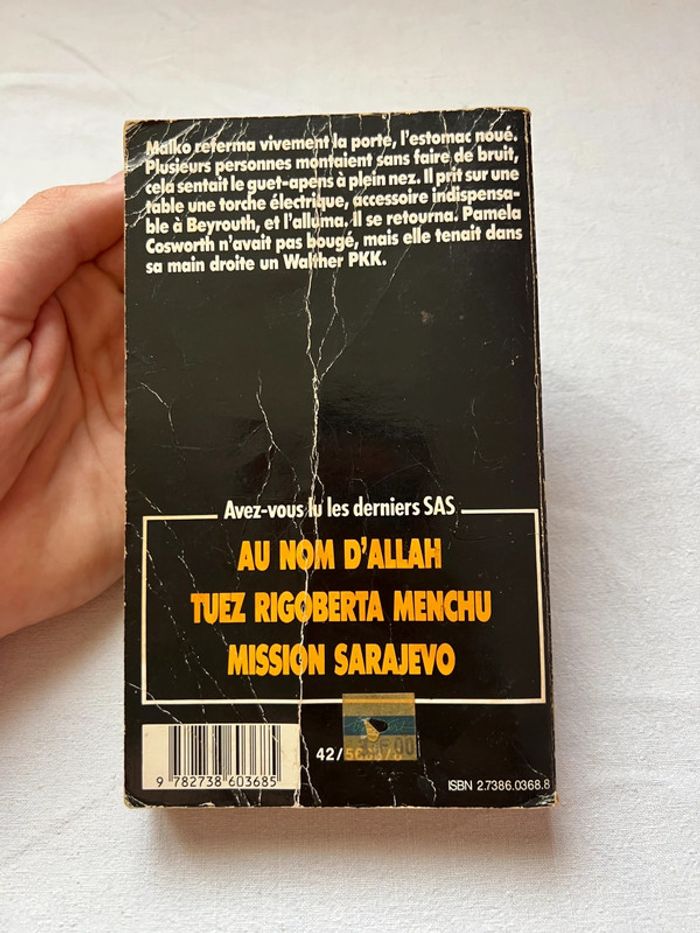 Malko referma vivement la porte, l'estomac noué.
Plusieurs personnes montaient sans faire de bruit,
cela sentait le guet-apens à plein nez. Il prit sur une
table une torche électrique, accessoire indispensa-
ble à Beyrouth, et l'alluma. Il se retourna. Pamela
Cosworth n'avait pas bougé, mais elle tenait dans
sa main droite un Walther PKK.
Avez-vous lu les derniers SAS
AU NOM D'ALLAH
TUEZ RIGOBERTA MENCHU
MISSION SARAJEVO
42/
9 782738 603685
ISBN 2.7386.0368.8